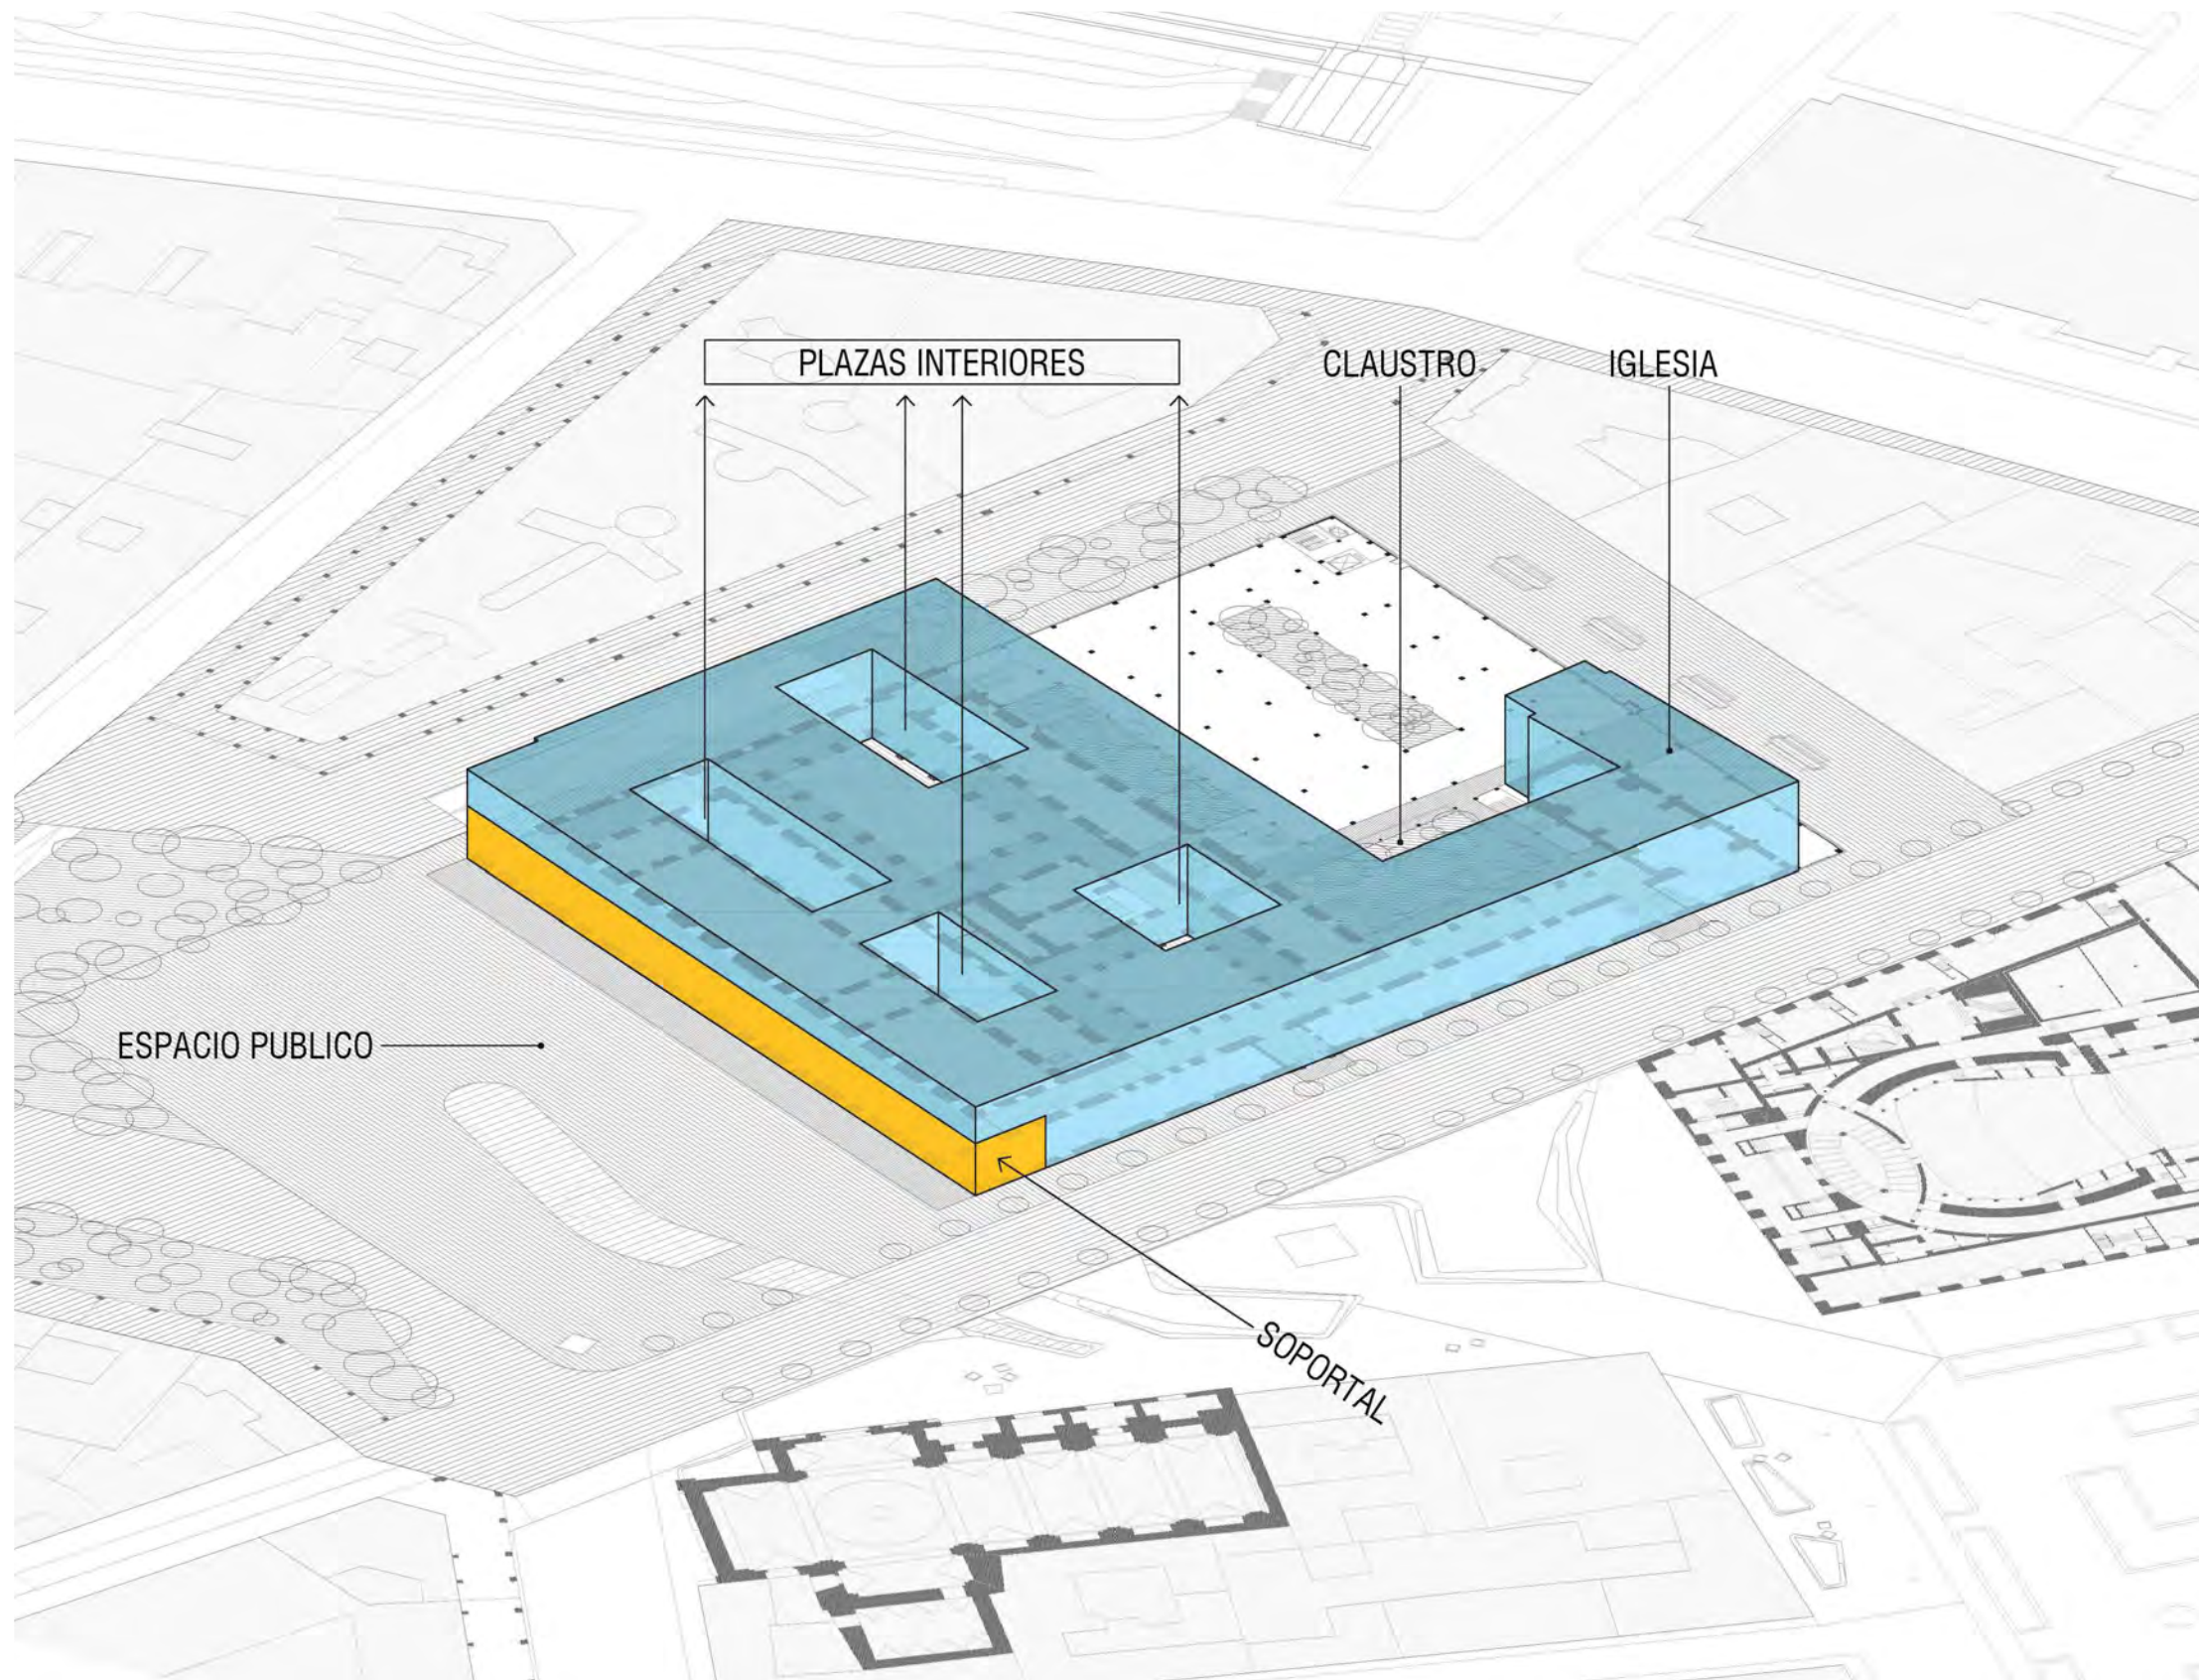 PLAZAS INTERIORES
CLAUSTRO
IGLESIA
ESPACIO PUBLICO
SOPORTAL